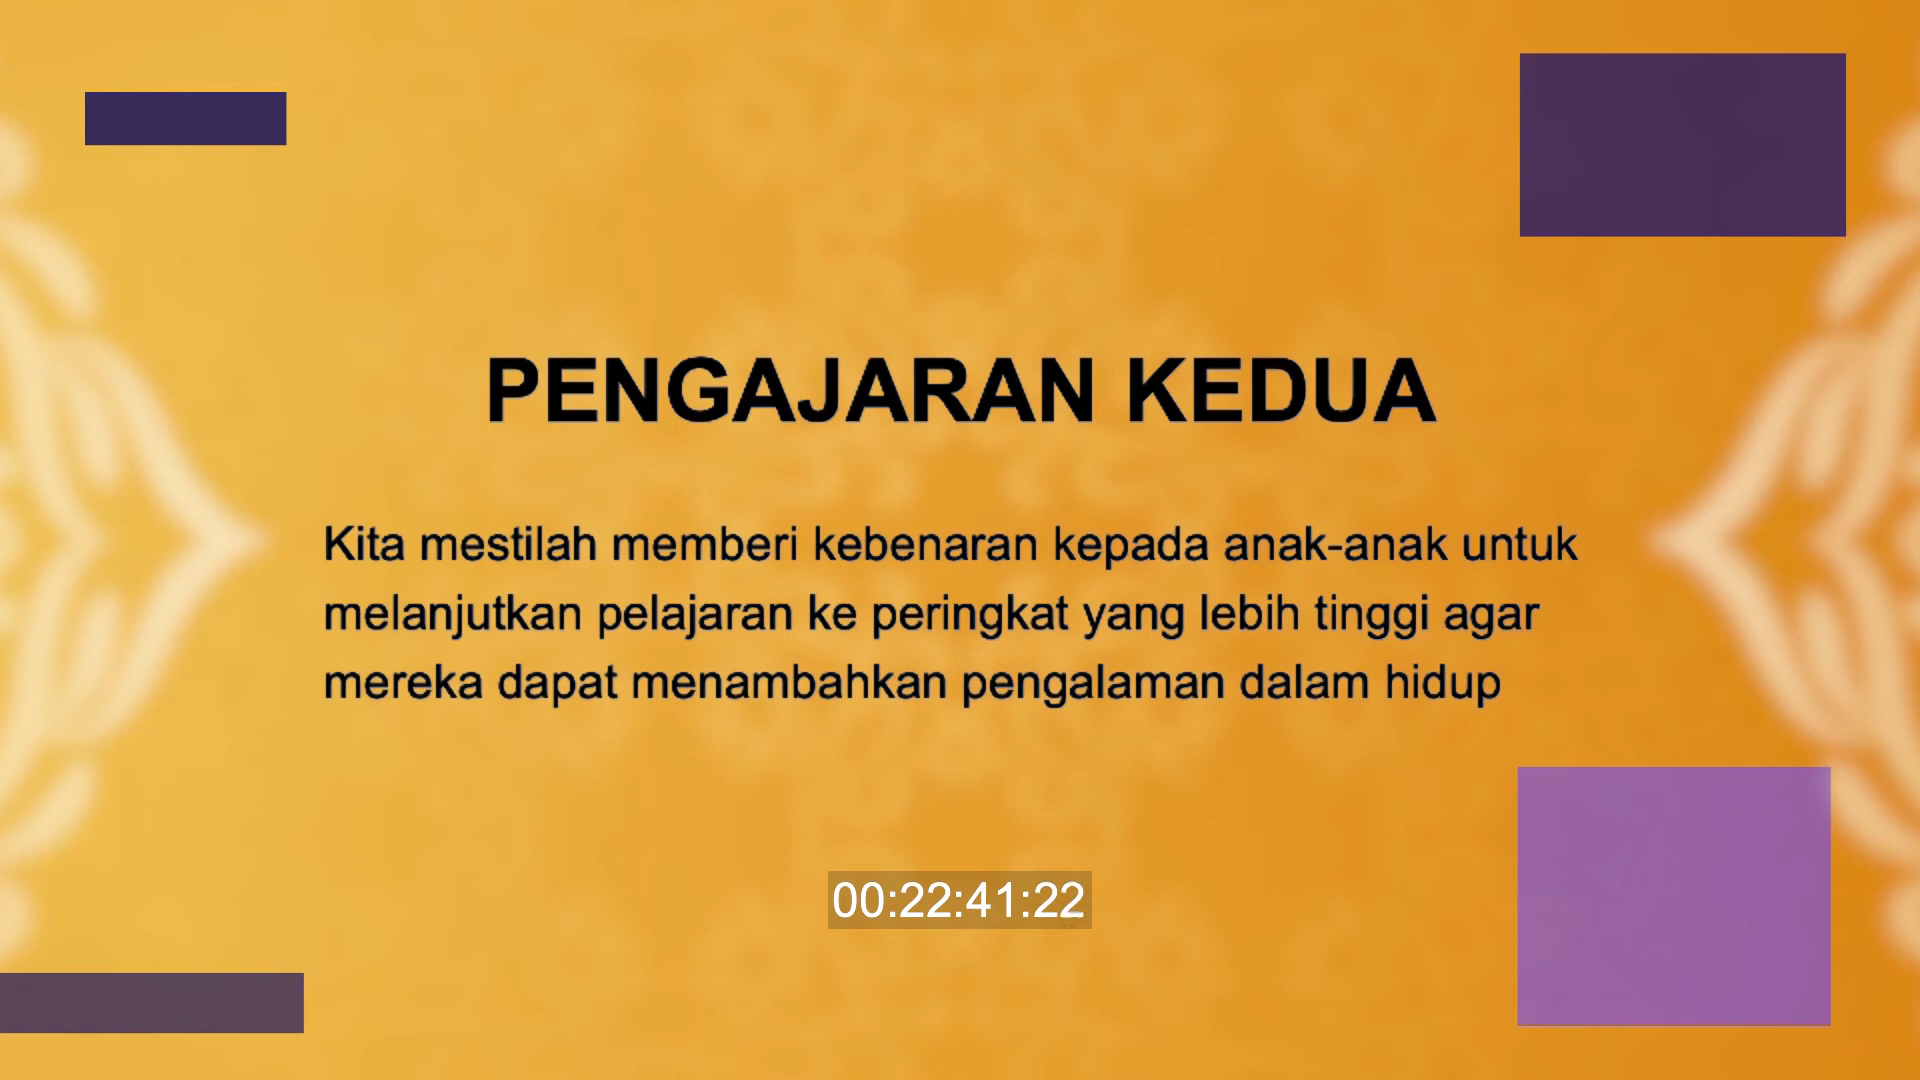 PENGAJARAN KEDUA
Kita mestilah memberi kebenaran kepada anak-anak untuk
melanjutkan pelajaran ke peringkat yang lebih tinggi agar
mereka dapat menambahkan pengalaman dalam hidup
00:22:41:22